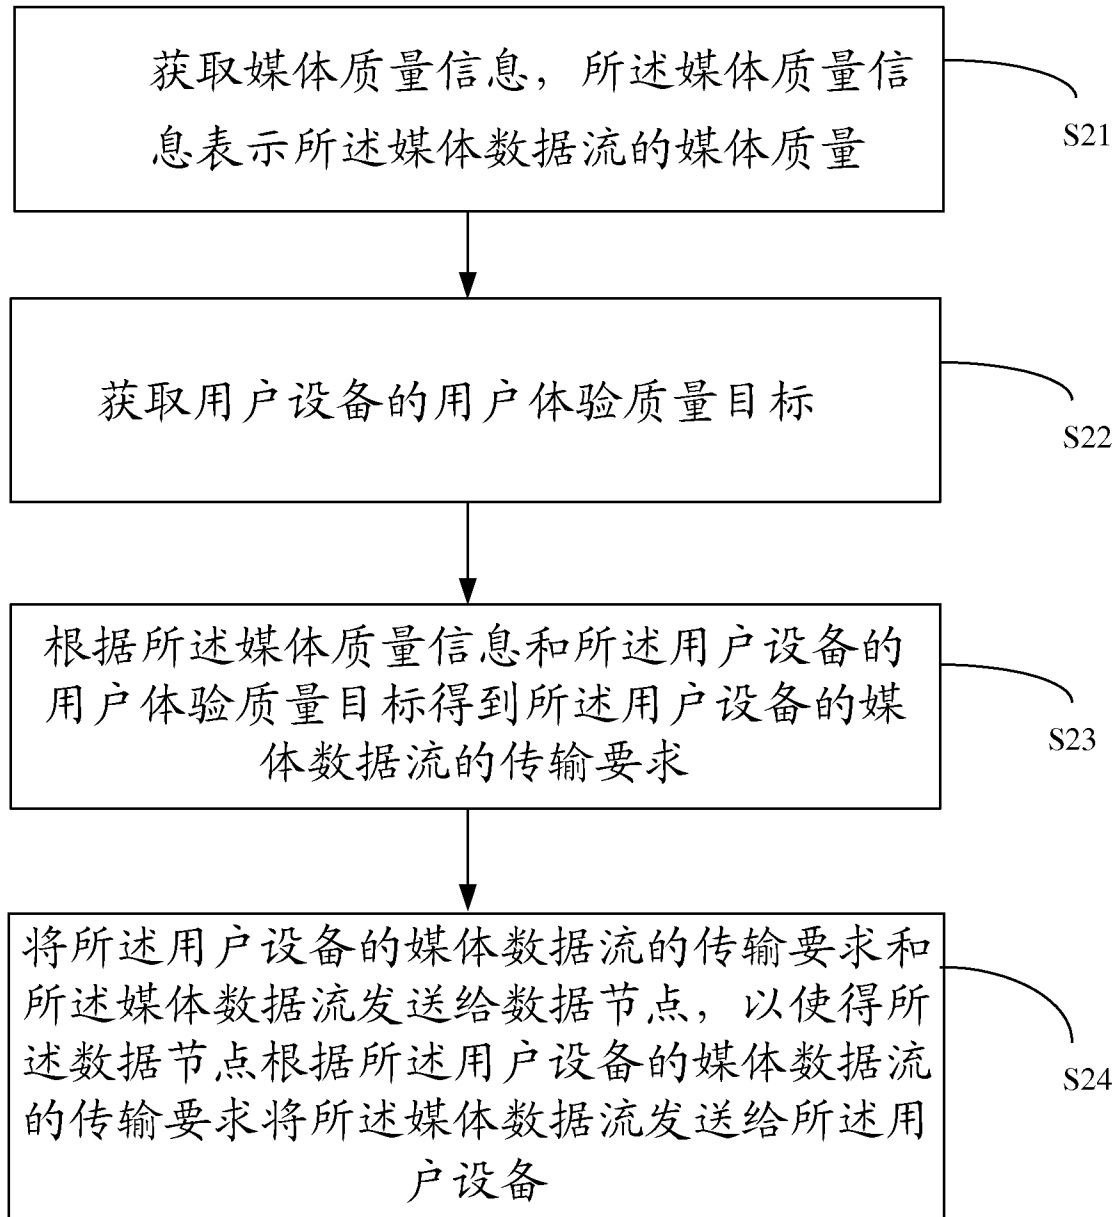 获取媒体质量信息，所述媒体质量信
息表示所述媒体数据流的媒体质量
S21
获取用户设备的用户体验质量目标
S22
根据所述媒体质量信息和所述用户设备的
用户体验质量目标得到所述用户设备的媒
体数据流的传输要求
S23
将所述用户设备的媒体数据流的传输要求和
所述媒体数据流发送给数据节点，以使得所
述数据节点根据所述用户设备的媒体数据流
的传输要求将所述媒体数据流发送给所述用
户设备
S24